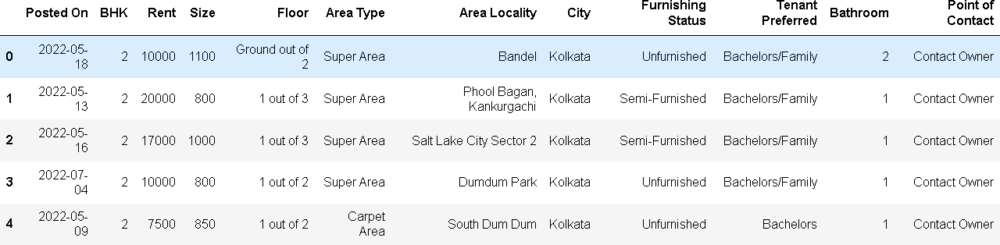 Posted On BHK Rent Size Floor Area Type Area Locality City Furnishing Status Tenant Preferred Bathroom Point of Contact
0 2022-05-18 2 10000 1100 Ground out of 2 Super Area Bandel Kolkata Unfurnished Bachelors/Family 2 Contact Owner
1 2022-05-13 2 20000 800 1 out of 3 Super Area Phool Bagan, Kankurgachi Kolkata Semi-Furnished Bachelors/Family 1 Contact Owner
2 2022-05-16 2 17000 1000 1 out of 3 Super Area Salt Lake City Sector 2 Kolkata Semi-Furnished Bachelors/Family 1 Contact Owner
3 2022-07-04 2 10000 800 1 out of 2 Super Area Dumdum Park Kolkata Unfurnished Bachelors/Family 1 Contact Owner
4 2022-05-09 2 7500 850 1 out of 2 Carpet Area South Dum Dum Kolkata Unfurnished Bachelors 1 Contact Owner